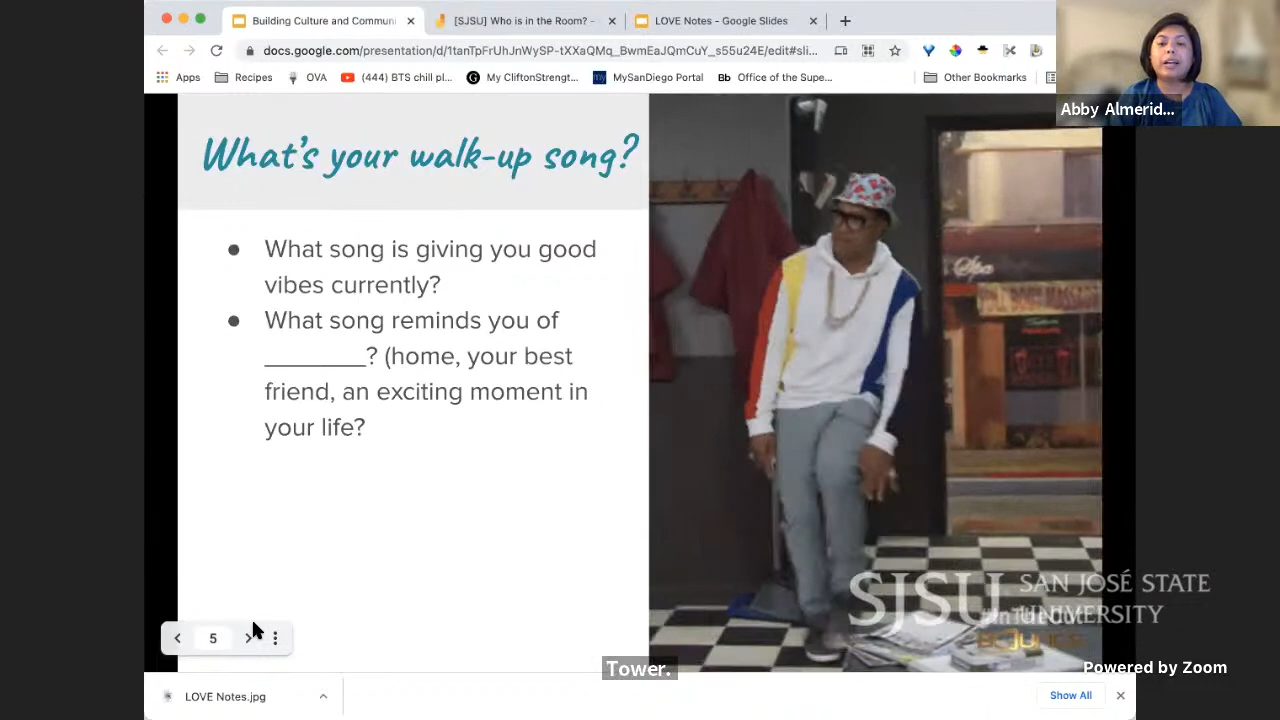 Building Culture and Communi
[SJSU] Who is in the Room? -
LOVE Notes - Google Slides
docs.google.com/presentation/d/1tanTpFrUhJnWySP-tXXaQMq_BwmEaJQmCuY_s55u24E/edit#sli...
Apps
Recipes
OVA
(444) BTS chill pl...
My CliftonStrengt...
MySanDiego Portal
Bb Office of the Supe...
Other Bookmarks
Abby Almerid...
What's your walk-up song?
● What song is giving you good
vibes currently?
● What song reminds you of
________? (home, your best
friend, an exciting moment in
your life?
Spa
SJSU SAN JOSÉ STATE
UNIVERSITY
BOUNCE
5
Tower.
Powered by Zoom
LOVE Notes.jpg
Show All